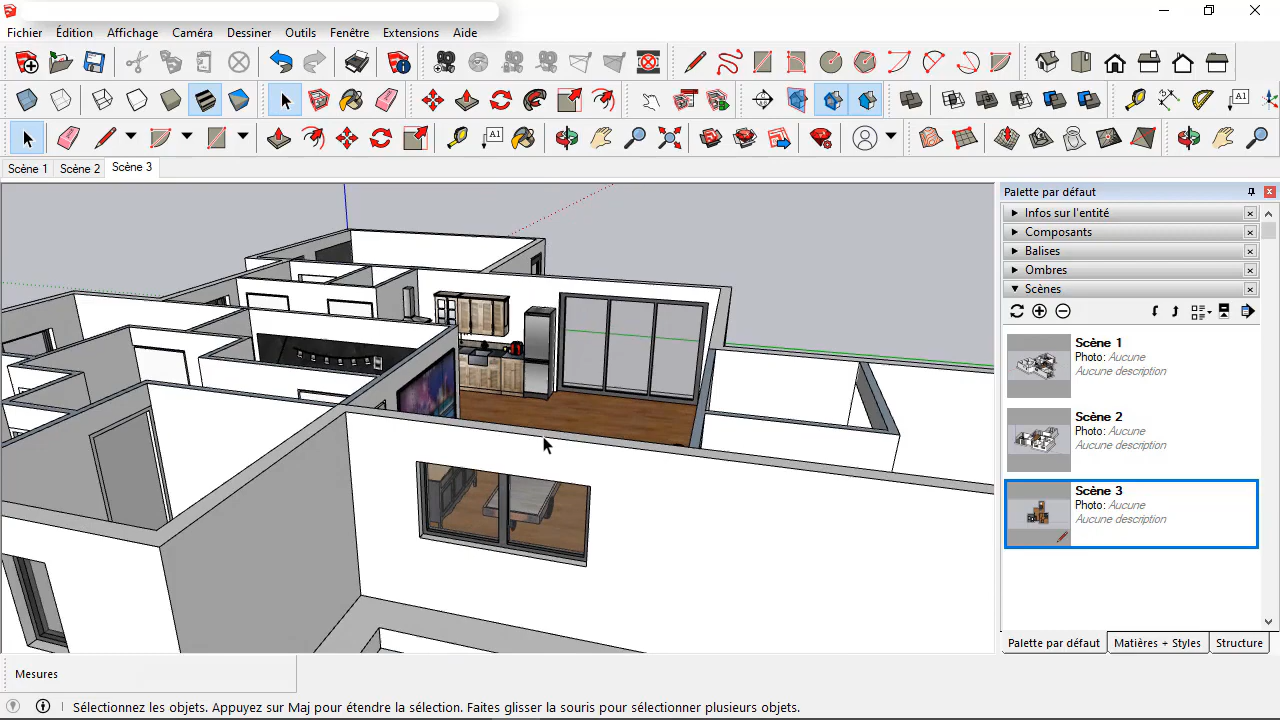 Fichier Édition Affichage Caméra Dessiner Outils Fenêtre Extensions Aide
A1
A1
Scène 1 Scène 2 Scène 3
Palette par défaut
Infos sur l'entité
Composants
Balises
Ombres
Scènes
Scène 1
Photo: Aucune
Aucune description
Scène 2
Photo: Aucune
Aucune description
Scène 3
Photo: Aucune
Aucune description
Palette par défaut Matières + Styles Structure
Mesures
Sélectionnez les objets. Appuyez sur Maj pour étendre la sélection. Faites glisser la souris pour sélectionner plusieurs objets.